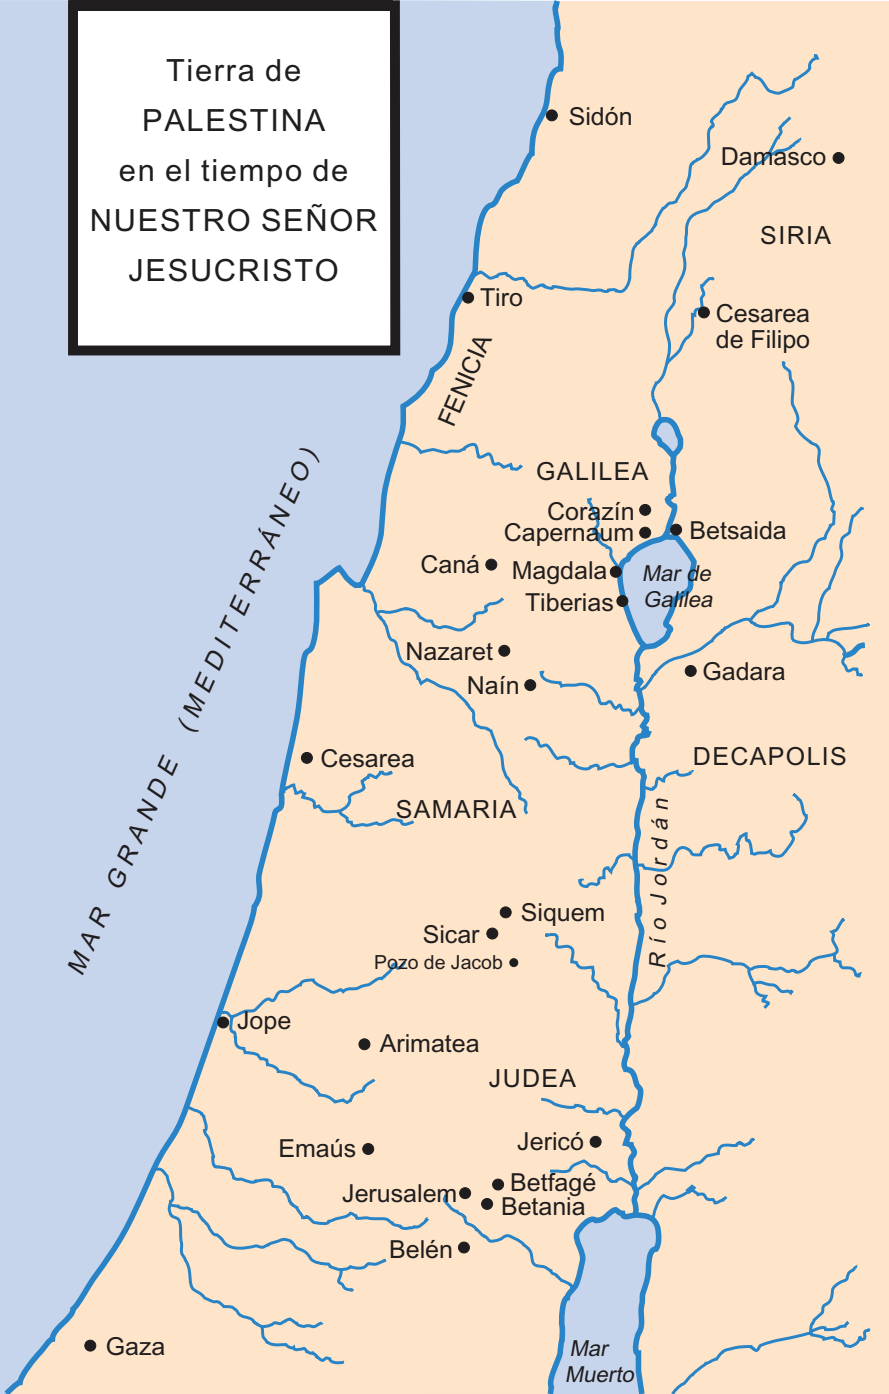 Tierra de
PALESTINA
en el tiempo de
NUESTRO SEÑOR
JESUCRISTO
Sidón
Damasco
SIRIA
Tiro
Cesarea
de Filipo
FENICIA
MAR GRANDE (MEDITERRÁNEO)
GALILEA
Corazín
Capernaum
Betsaida
Caná
Magdala
Mar de
Galilea
Tiberias
Nazaret
Gadara
Naín
Cesarea
DECAPOLIS
SAMARIA
Río Jordán
Siquem
Sicar
Pozo de Jacob
Jope
Arimatea
JUDEA
Jericó
Emaús
Betfagé
Jerusalem
Betania
Belén
Gaza
Mar
Muerto